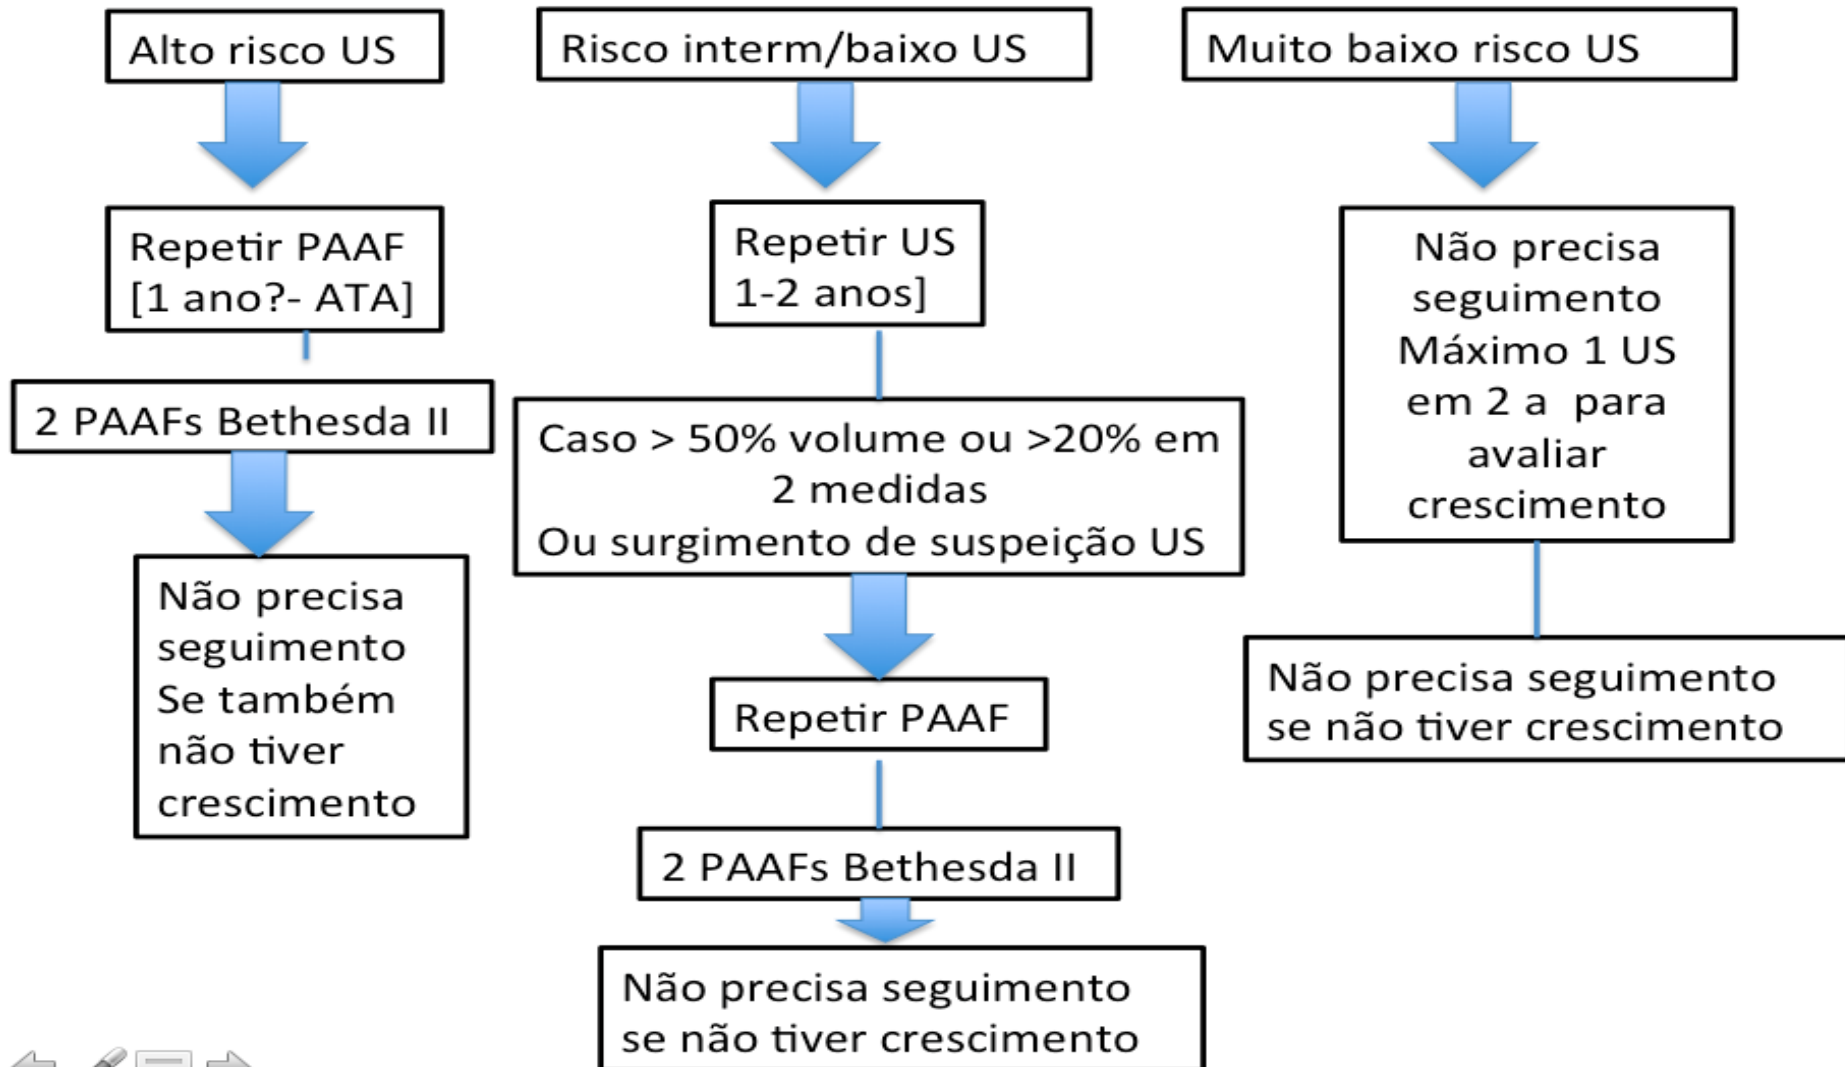 Alto risco US
Repetir PAAF
[1 ano?- ATA]
2 PAAFs Bethesda II
Não precisa
seguimento
Se também
não tiver
crescimento
Risco interm/baixo US
Repetir US
1-2 anos]
Caso > 50% volume ou >20% em
2 medidas
Ou surgimento de suspeição US
Repetir PAAF
2 PAAFs Bethesda II
Não precisa seguimento
se não tiver crescimento
Muito baixo risco US
Não precisa
seguimento
Máximo 1 US
em 2 a para
avaliar
crescimento
Não precisa seguimento
se não tiver crescimento